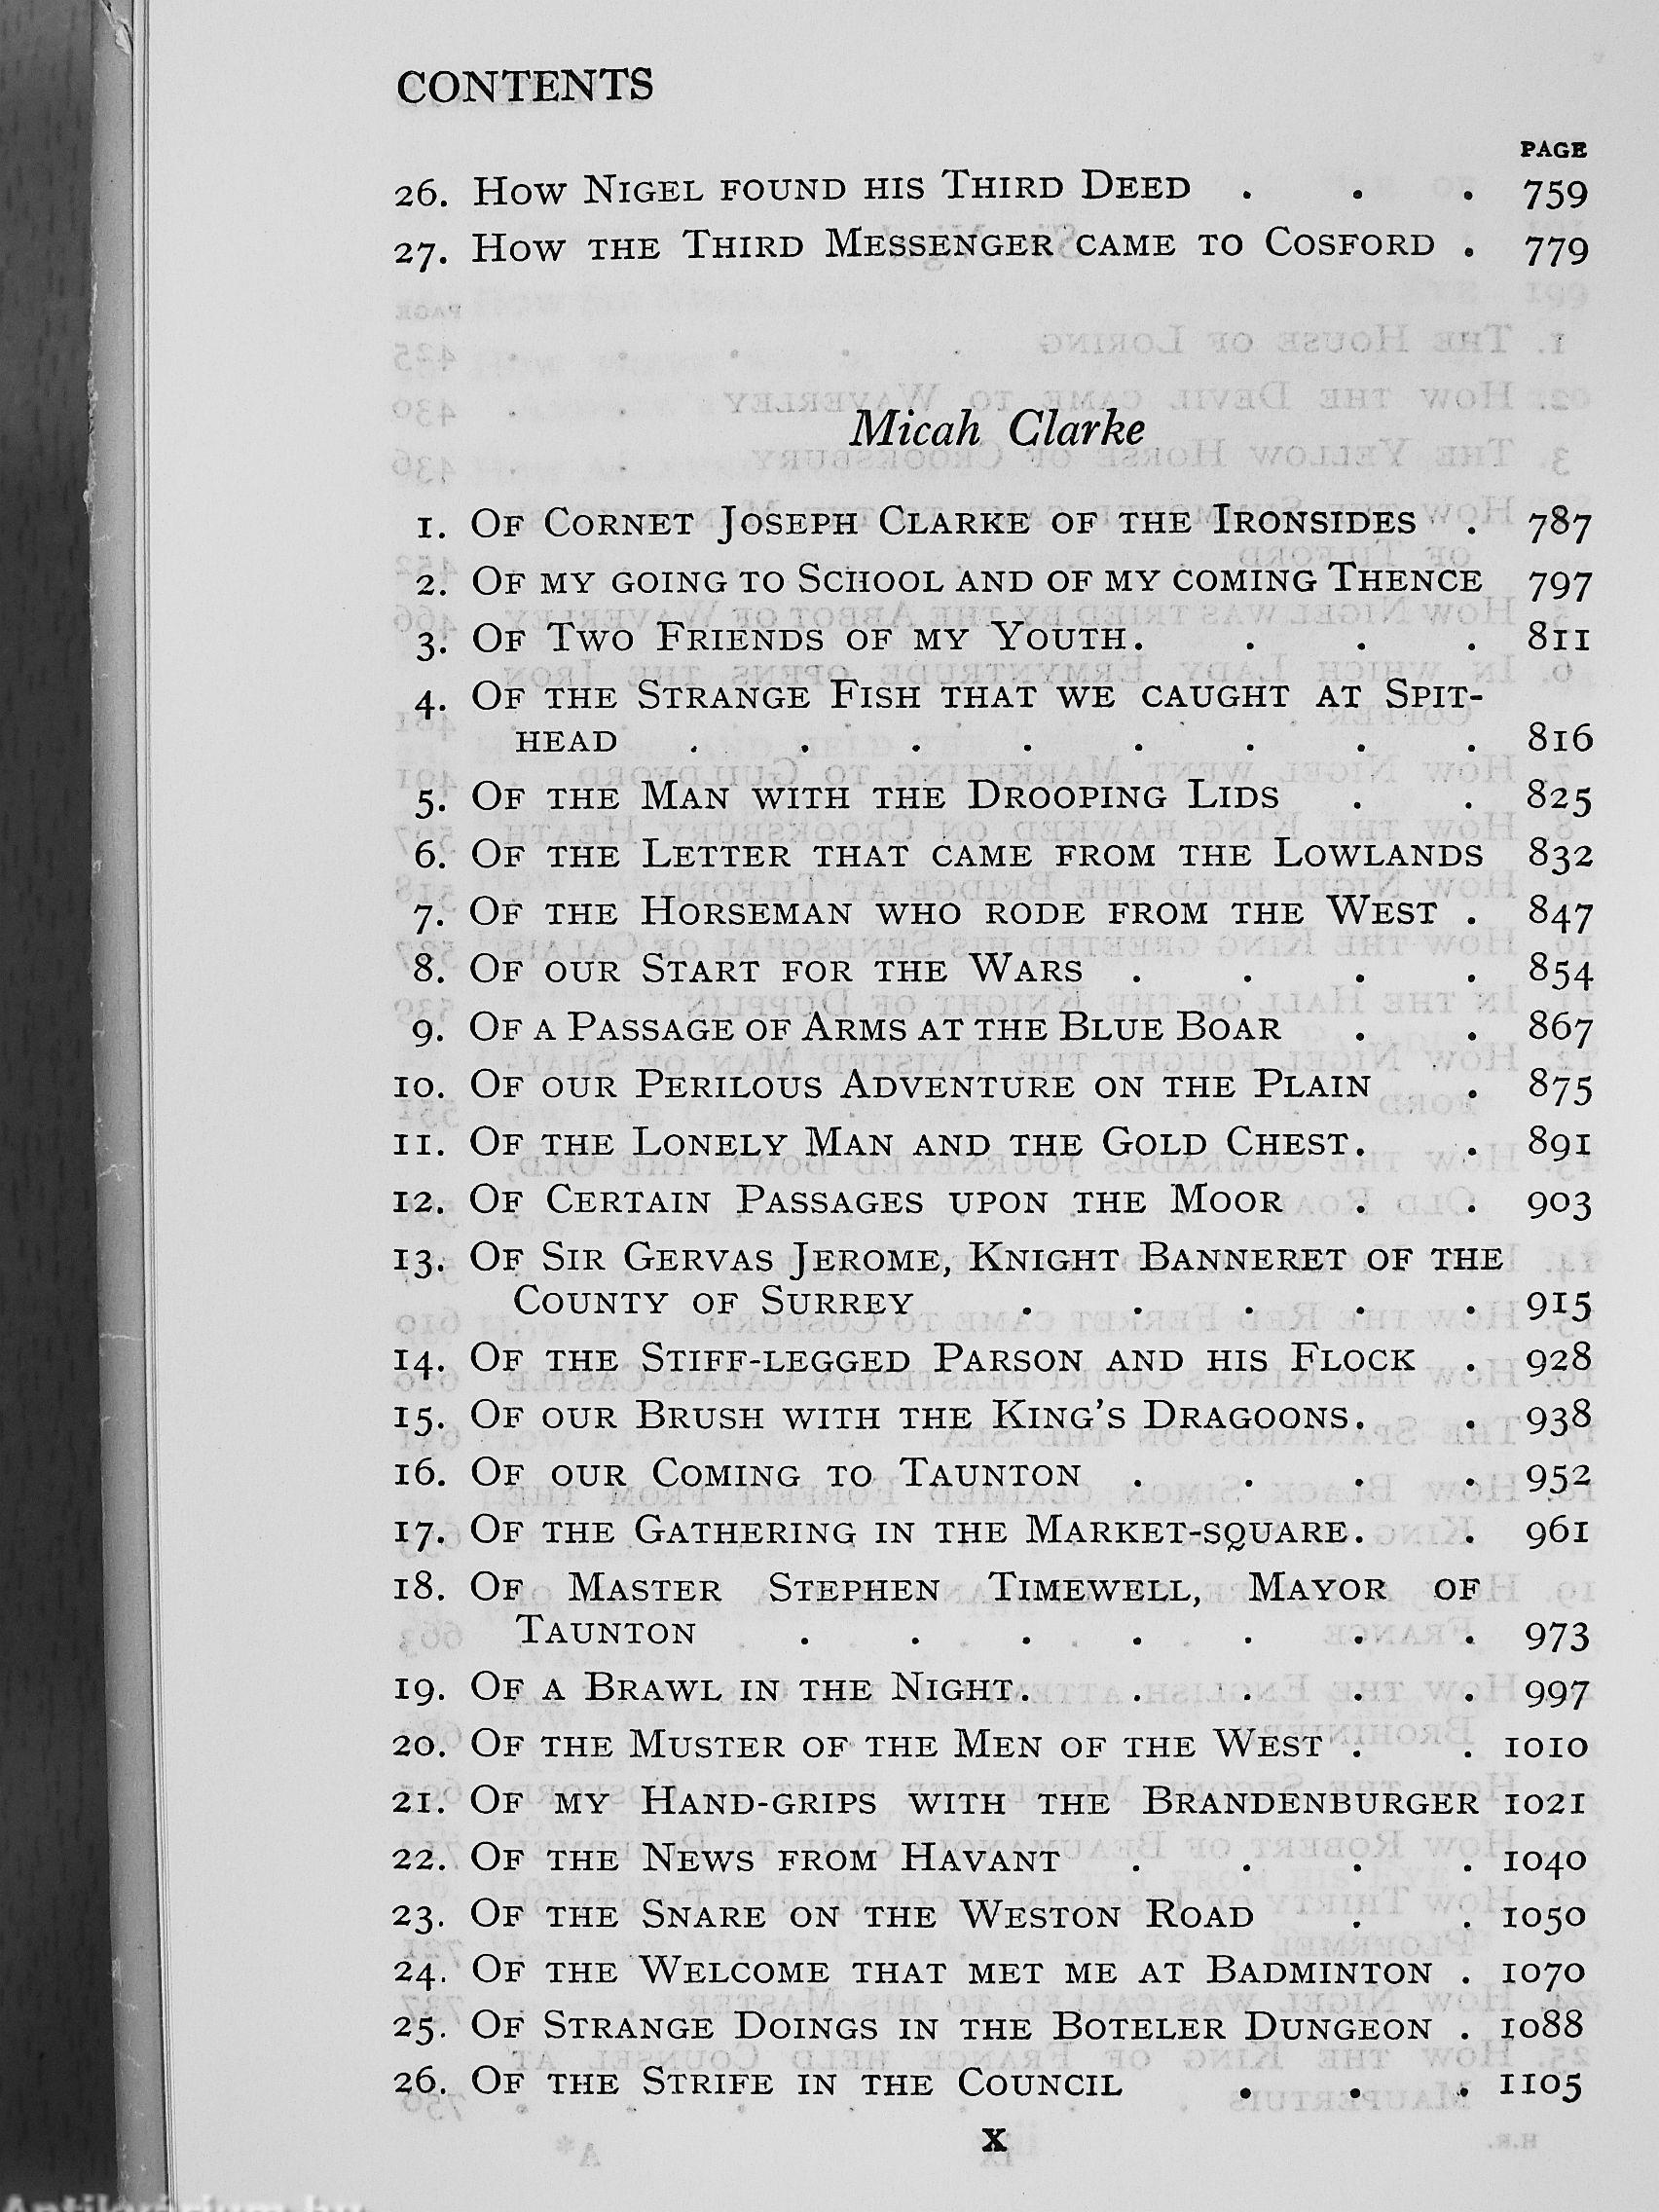 CONTENTS
PAGE
26. HOW NIGEL FOUND HIS THIRD DEED . . . 759
27. HOW THE THIRD MESSENGER CAME TO COSFORD . 779
Micah Clarke
1. OF CORNET JOSEPH CLARKE OF THE IRONSIDES . 787
2. OF MY GOING TO SCHOOL AND OF MY COMING THENCE 797
3. OF TWO FRIENDS OF MY YOUTH. . . . 811
4. OF THE STRANGE FISH THAT WE CAUGHT AT SPIT-
HEAD . . . . . . . . 816
5. OF THE MAN WITH THE DROOPING LIDS . . 825
6. OF THE LETTER THAT CAME FROM THE LOWLANDS 832
7. OF THE HORSEMAN WHO RODE FROM THE WEST . 847
8. OF OUR START FOR THE WARS . . . . 854
9. OF A PASSAGE OF ARMS AT THE BLUE BOAR . . 867
10. OF OUR PERILOUS ADVENTURE ON THE PLAIN . 875
11. OF THE LONELY MAN AND THE GOLD CHEST. . 891
12. OF CERTAIN PASSAGES UPON THE MOOR . . 903
13. OF SIR GERVAS JEROME, KNIGHT BANNERET OF THE
COUNTY OF SURREY . . . . . 915
14. OF THE STIFF-LEGGED PARSON AND HIS FLOCK . 928
15. OF OUR BRUSH WITH THE KING'S DRAGOONS. . 938
16. OF OUR COMING TO TAUNTON . . . . 952
17. OF THE GATHERING IN THE MARKET-SQUARE. . 961
18. OF MASTER STEPHEN TIMEWELL, MAYOR OF
TAUNTON . . . . . . . 973
19. OF A BRAWL IN THE NIGHT. . . . . 997
20. OF THE MUSTER OF THE MEN OF THE WEST . . 1010
21. OF MY HAND-GRIPS WITH THE BRANDENBURGER 1021
22. OF THE NEWS FROM HAVANT . . . . 1040
23. OF THE SNARE ON THE WESTON ROAD . . 1050
24. OF THE WELCOME THAT MET ME AT BADMINTON . 1070
25. OF STRANGE DOINGS IN THE BOTELER DUNGEON . 1088
26. OF THE STRIFE IN THE COUNCIL . . . 1105
X